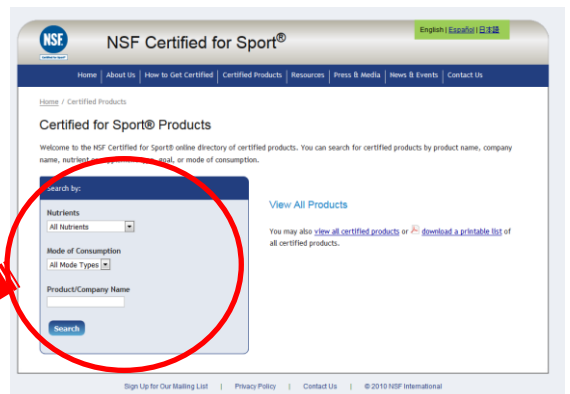 English | Español | 日本語
NSF
NSF Certified for Sport®
Home | About Us | How to Get Certified | Certified Products | Resources | Press & Media | News & Events | Contact Us
Home / Certified Products
Certified for Sport® Products
Welcome to the NSF Certified for Sport® online directory of certified products. You can search for certified products by product name, company
name, nutrient goal, or mode of consumption.
Search by:
Nutrients
All Nutrients
Mode of Consumption
All Mode Types
Product/Company Name
Search
View All Products
You may also view all certified products or download a printable list of
all certified products.
Sign Up for Our Mailing List | Privacy Policy | Contact Us | © 2010 NSF International